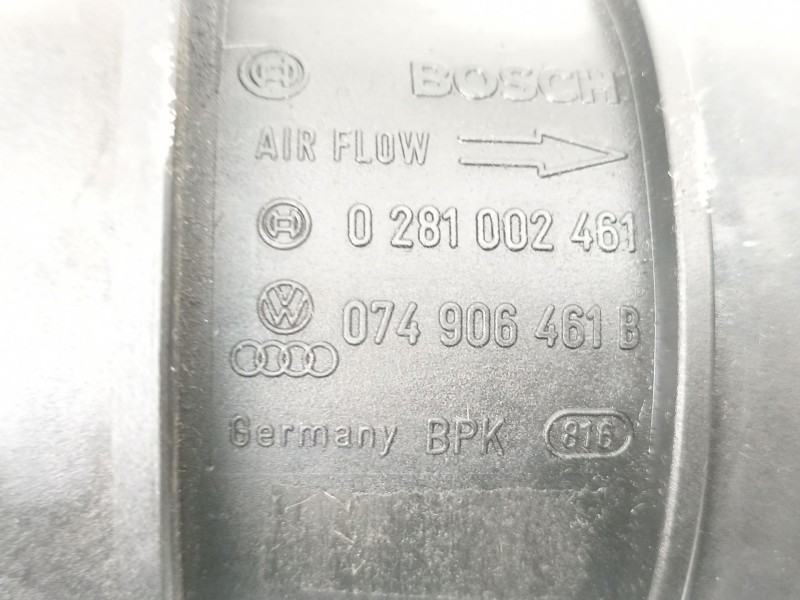 BOSCH
AIR FLOW
0 281 002 461
074 906 461 B
Germany BPK 816